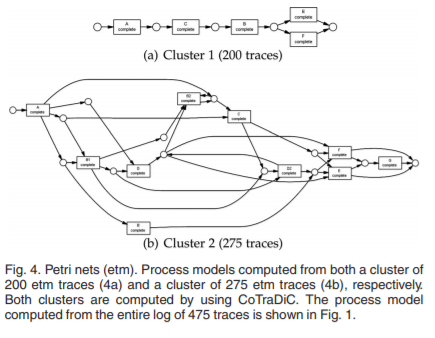 A
complete
C
complete
B
complete
E
complete
F
complete
(a) Cluster 1 (200 traces)
A
complete
B2
complete
C
complete
B1
complete
D
complete
D2
complete
F
complete
E
complete
G
complete
complete
(b) Cluster 2 (275 traces)
Fig. 4. Petri nets (etm). Process models computed from both a cluster of
200 etm traces (4a) and a cluster of 275 etm traces (4b), respectively.
Both clusters are computed by using CoTraDiC. The process model
computed from the entire log of 475 traces is shown in Fig. 1.